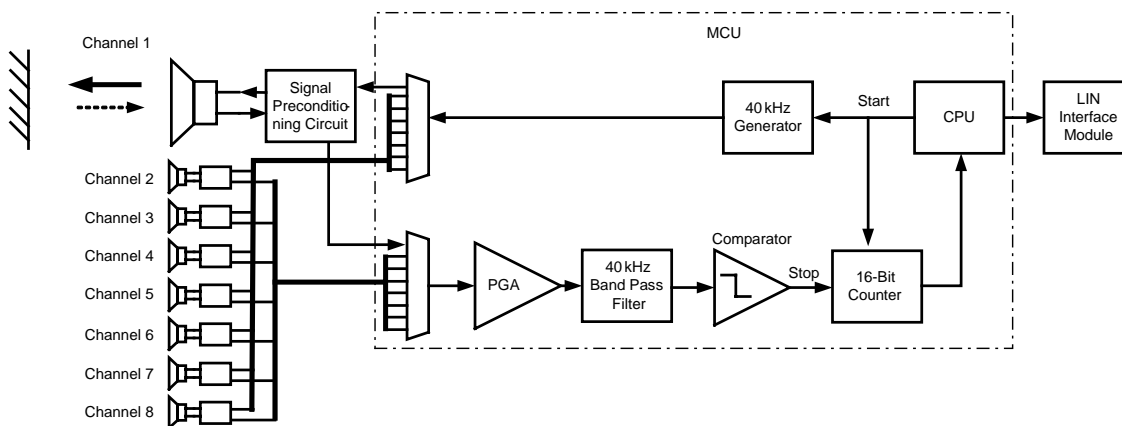 MCU
Channel 1
Signal
Preconditio-
ning Circuit
40 kHz
Generator
Start
CPU
LIN
Interface
Module
Channel 2
Channel 3
Channel 4
Channel 5
Channel 6
Channel 7
Channel 8
PGA
40 kHz
Band Pass
Filter
Comparator
Stop
16-Bit
Counter